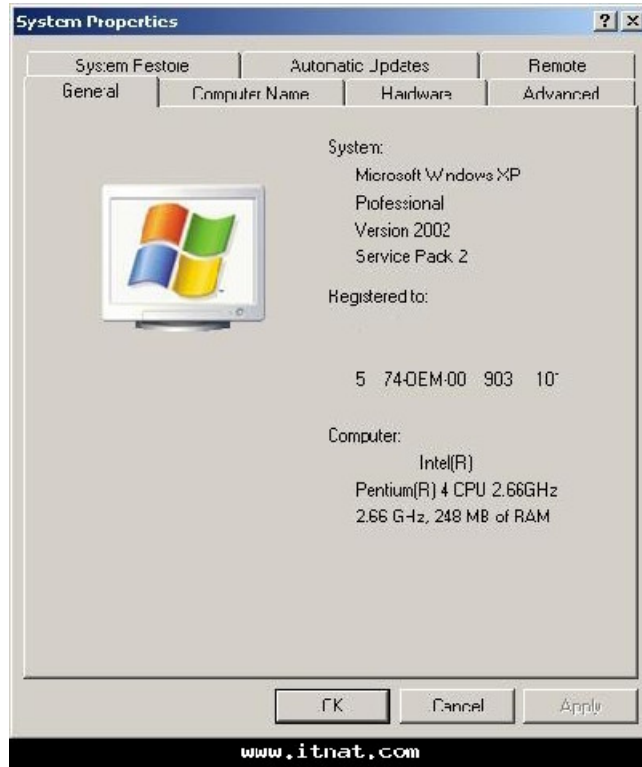 System Properties
System Restore Automatic Updates Remote
General Computer Name Hardware Advanced
System:
Microsoft Windows XP
Professional
Version 2002
Service Pack 2
Registered to:
5 74-OEM-00 903 10
Computer:
Intel(R)
Pentium(R) 4 CPU 2.66GHz
2.66 GHz, 248 MB of RAM
OK Cancel Apply
www.itnat.com